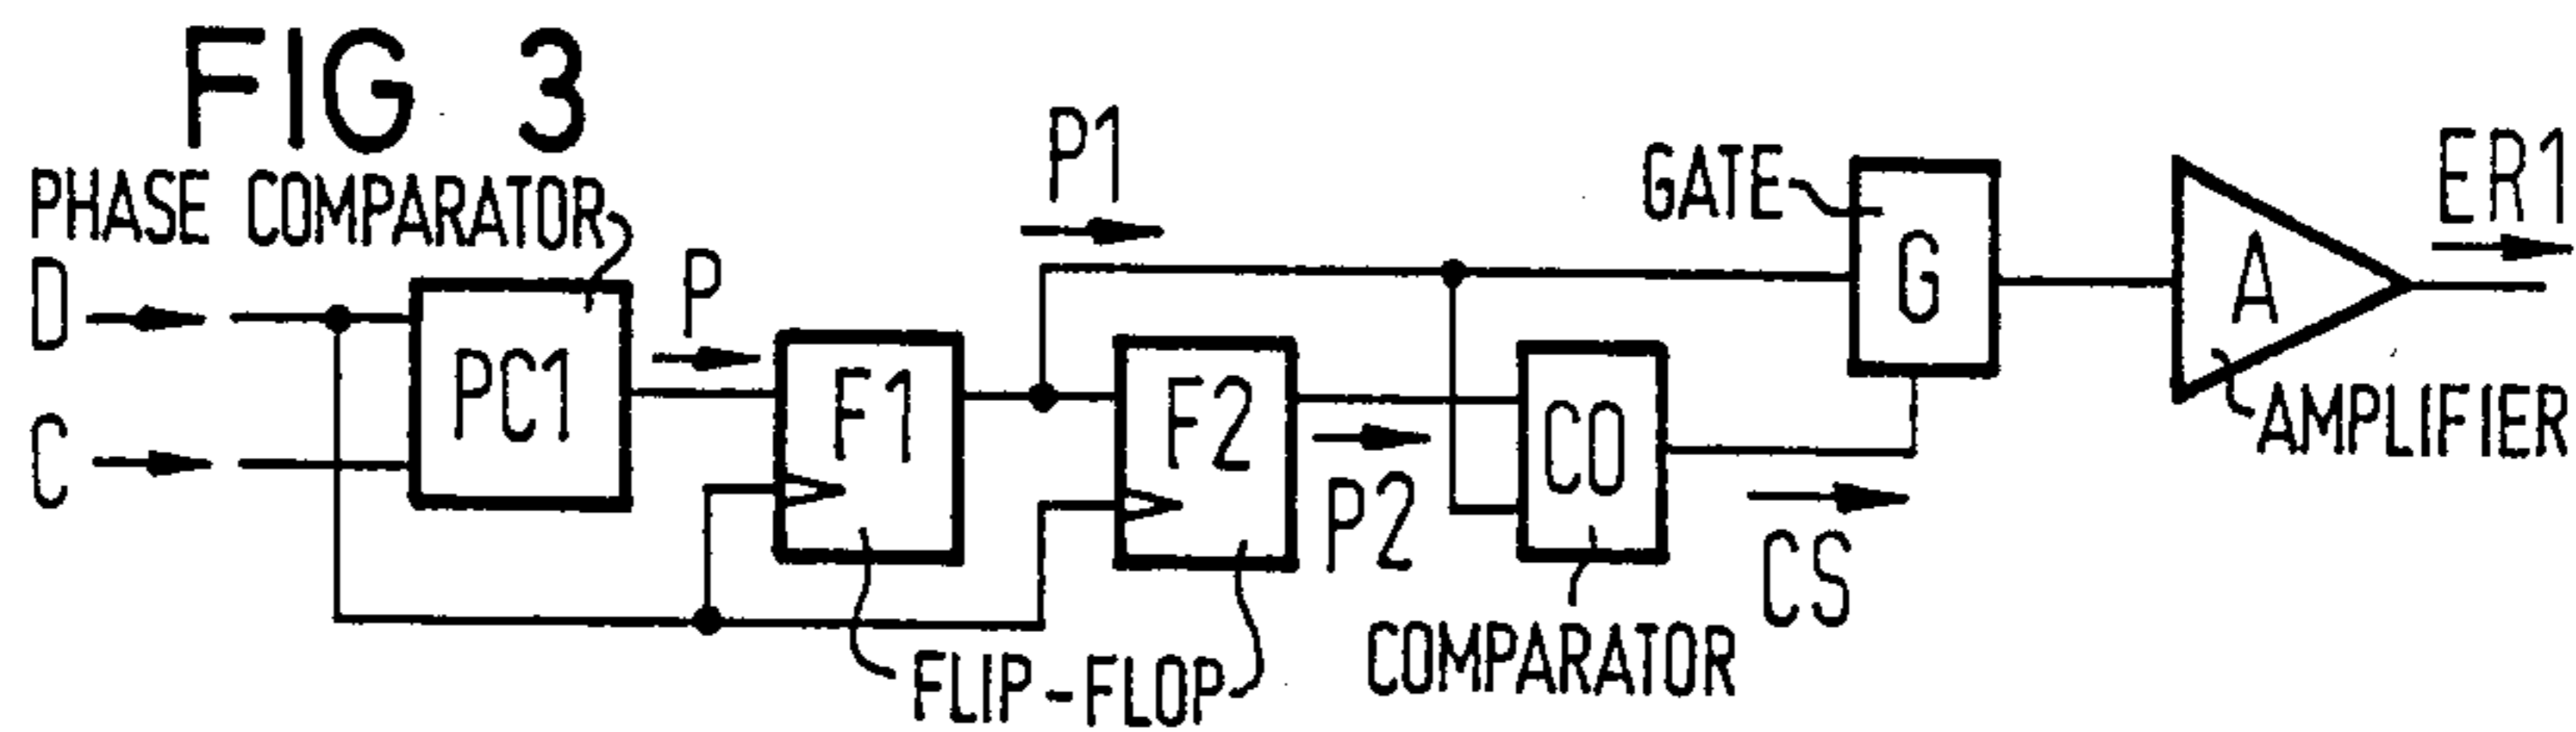 FIG 3
PHASE COMPARATOR
D
C
PC1
P
F1
P1
F2
FLIP-FLOP
P2
CO
COMPARATOR
CS
GATE
G
A
AMPLIFIER
ER1